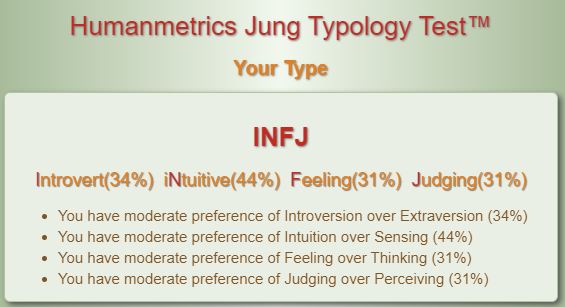 Humanmetrics Jung Typology Test™
Your Type
INFJ
Introvert(34%) iNtuitive(44%) Feeling(31%) Judging(31%)
• You have moderate preference of Introversion over Extraversion (34%)
• You have moderate preference of Intuition over Sensing (44%)
• You have moderate preference of Feeling over Thinking (31%)
• You have moderate preference of Judging over Perceiving (31%)